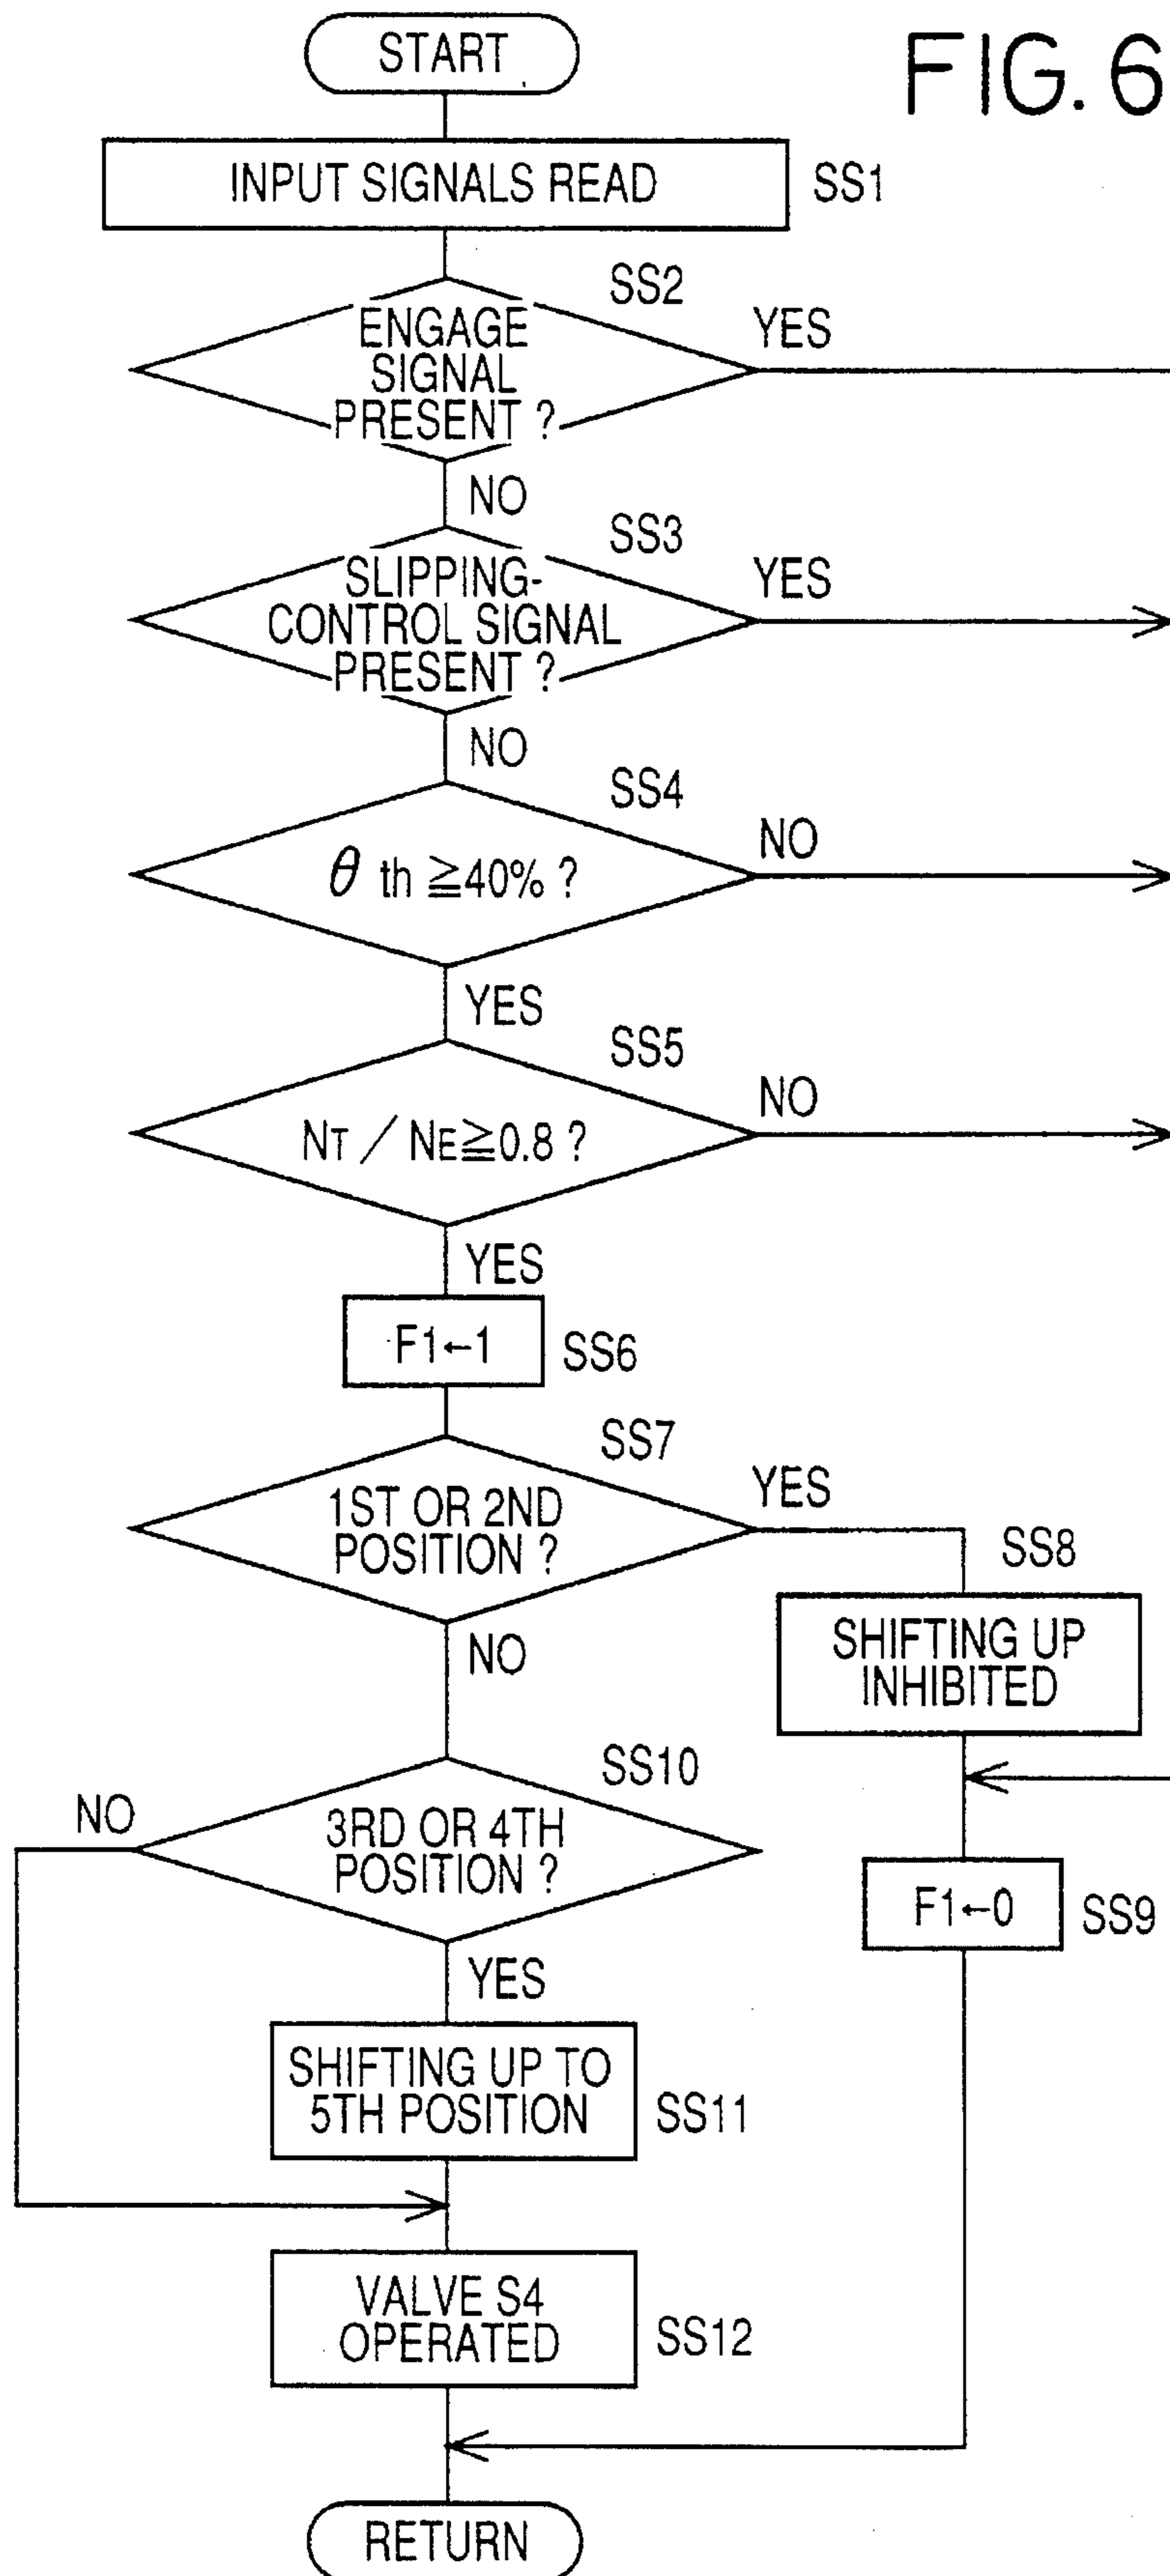 START
FIG. 6
INPUT SIGNALS READ
SS1
SS2
ENGAGE
SIGNAL
PRESENT ?
YES
NO
SS3
SLIPPING-
CONTROL SIGNAL
PRESENT ?
YES
NO
SS4
θ th ≧40% ?
NO
YES
SS5
NT / NE≧0.8 ?
NO
YES
F1←1
SS6
SS7
1ST OR 2ND
POSITION ?
YES
NO
SS8
SHIFTING UP
INHIBITED
SS10
3RD OR 4TH
POSITION ?
NO
YES
F1←0
SS9
SHIFTING UP TO
5TH POSITION
SS11
VALVE S4
OPERATED
SS12
RETURN